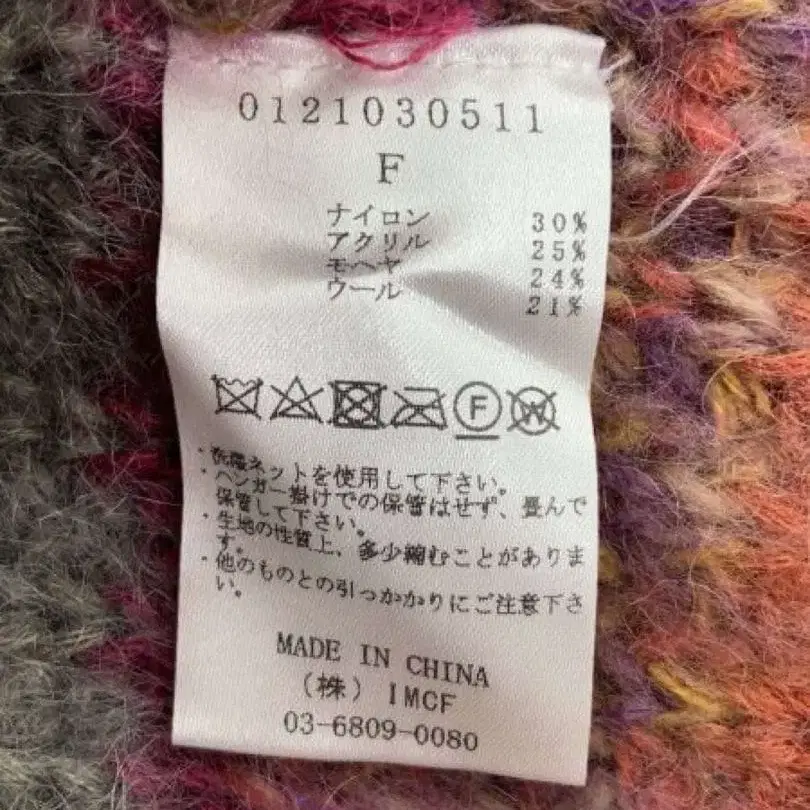 0121030511
F
ナイロン 30%
アクリル 25%
モヘヤ 24%
ウール 21%
F W
・洗濯ネットを使用して下さい。
・ハンガー掛けでの保管はせず、畳んで
保管して下さい。
・生地の性質上、多少縮むことがありま
す。
・他のものとの引っかかりにご注意下さ
い。
MADE IN CHINA
(株) IMCF
03-6809-0080